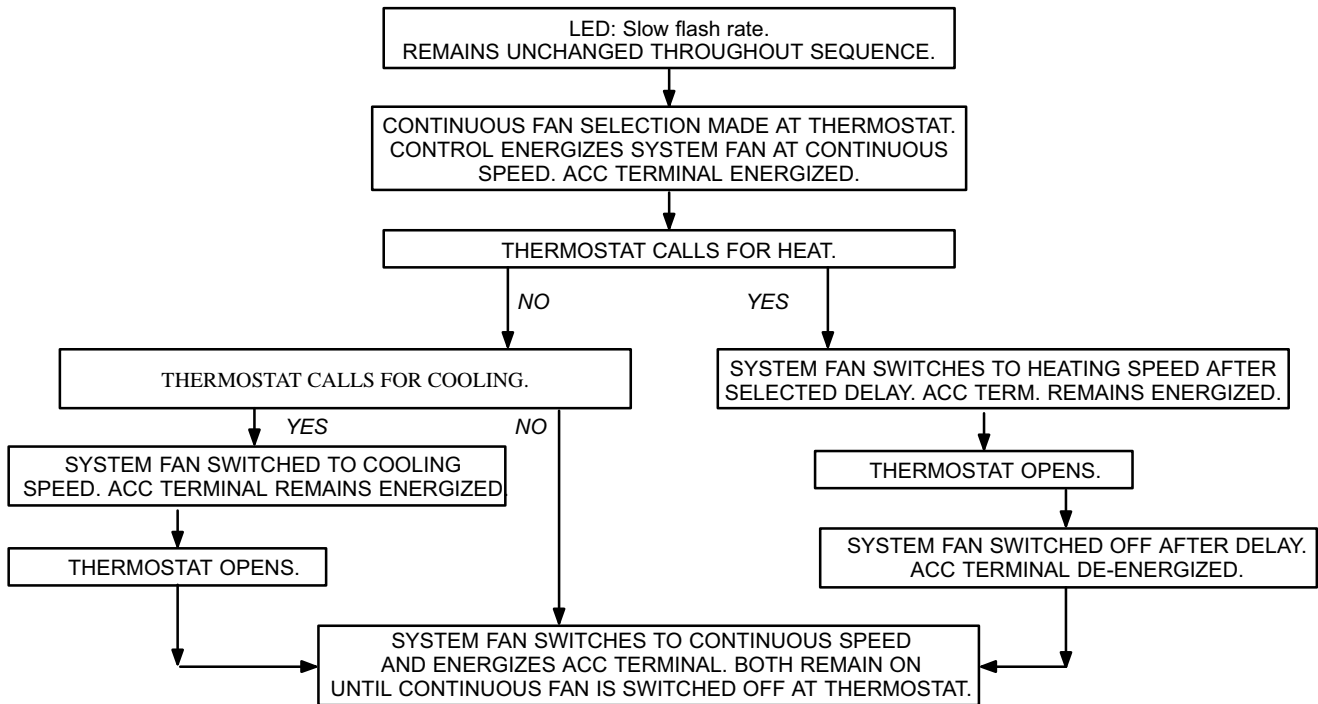 LED: Slow flash rate.
REMAINS UNCHANGED THROUGHOUT SEQUENCE.
CONTINUOUS FAN SELECTION MADE AT THERMOSTAT.
CONTROL ENERGIZES SYSTEM FAN AT CONTINUOUS
SPEED. ACC TERMINAL ENERGIZED.
THERMOSTAT CALLS FOR HEAT.
NO
YES
THERMOSTAT CALLS FOR COOLING.
SYSTEM FAN SWITCHES TO HEATING SPEED AFTER
SELECTED DELAY. ACC TERM. REMAINS ENERGIZED.
YES
NO
SYSTEM FAN SWITCHED TO COOLING
SPEED. ACC TERMINAL REMAINS ENERGIZED.
THERMOSTAT OPENS.
THERMOSTAT OPENS.
SYSTEM FAN SWITCHED OFF AFTER DELAY.
ACC TERMINAL DE-ENERGIZED.
SYSTEM FAN SWITCHES TO CONTINUOUS SPEED
AND ENERGIZES ACC TERMINAL. BOTH REMAIN ON
UNTIL CONTINUOUS FAN IS SWITCHED OFF AT THERMOSTAT.